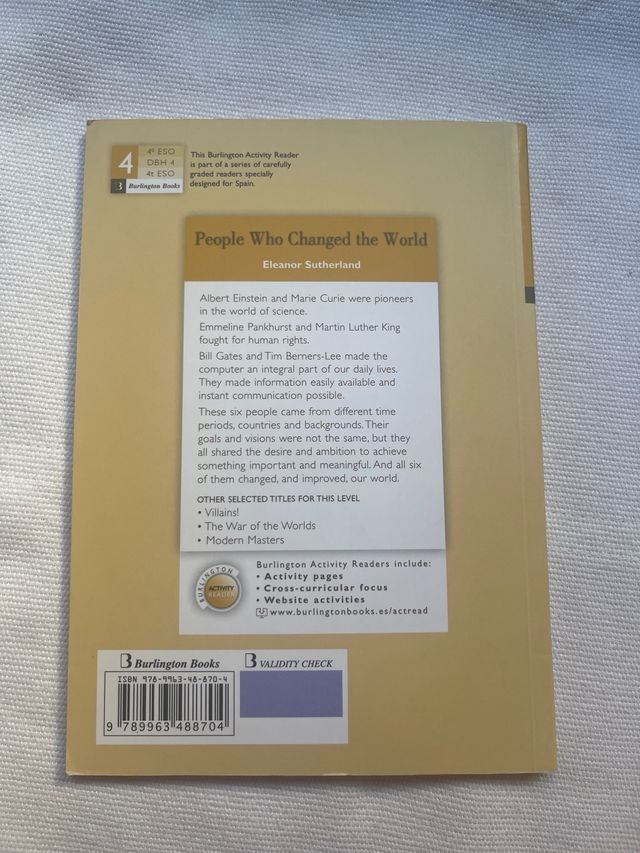 4
4º ESO
DBH 4
4t ESO
B Burlington Books
This Burlington Activity Reader
is part of a series of carefully
graded readers specially
designed for Spain.
People Who Changed the World
Eleanor Sutherland
Albert Einstein and Marie Curie were pioneers
in the world of science.
Emmeline Pankhurst and Martin Luther King
fought for human rights.
Bill Gates and Tim Berners-Lee made the
computer an integral part of our daily lives.
They made information easily available and
instant communication possible.
These six people came from different time
periods, countries and backgrounds. Their
goals and visions were not the same, but they
all shared the desire and ambition to achieve
something important and meaningful. And all six
of them changed, and improved, our world.
OTHER SELECTED TITLES FOR THIS LEVEL
• Villains!
• The War of the Worlds
• Modern Masters
BURLINGTON
ACTIVITY
READER
Burlington Activity Readers include:
• Activity pages
• Cross-curricular focus
• Website activities
www.burlingtonbooks.es/actread
B Burlington Books
B VALIDITY CHECK
ISBN 978-9963-48-870-4
9 789963 488704